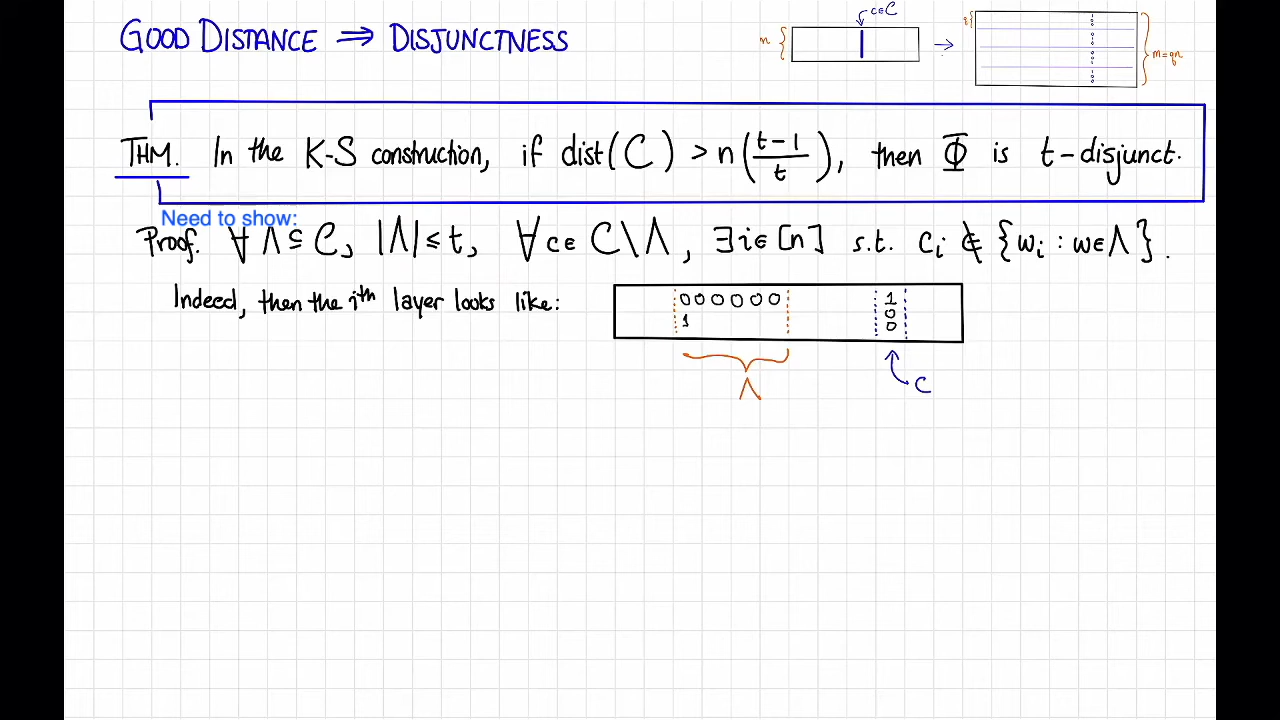 GOOD DISTANCE ⟹ DISJUNCTNESS
n { c∈C → q{ } m=qn
THM. In the K-S construction, if dist(C) > n((t-1)/t), then Φ is t-disjunct.
Need to show:
Proof. ∀ Λ ⊆ C, |Λ| ≤ t, ∀ c ∈ C \ Λ, ∃ i ∈ [n] s.t. c_i ∉ {w_i : w ∈ Λ}.
Indeed, then the i^th layer looks like:
0 0 0 0 0 0 1
1 0
0
Λ C